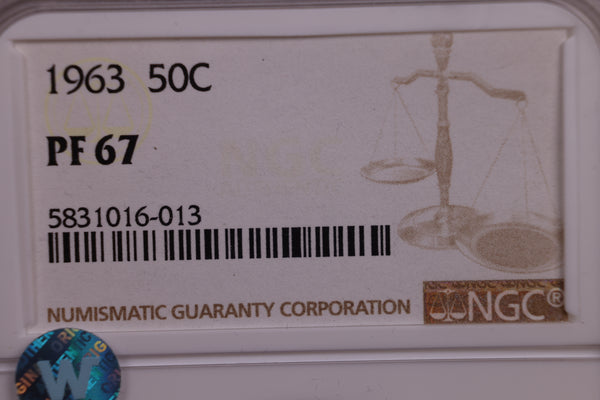 1963 50C
PF 67
5831016-013
NUMISMATIC GUARANTY CORPORATION
NGC®
W